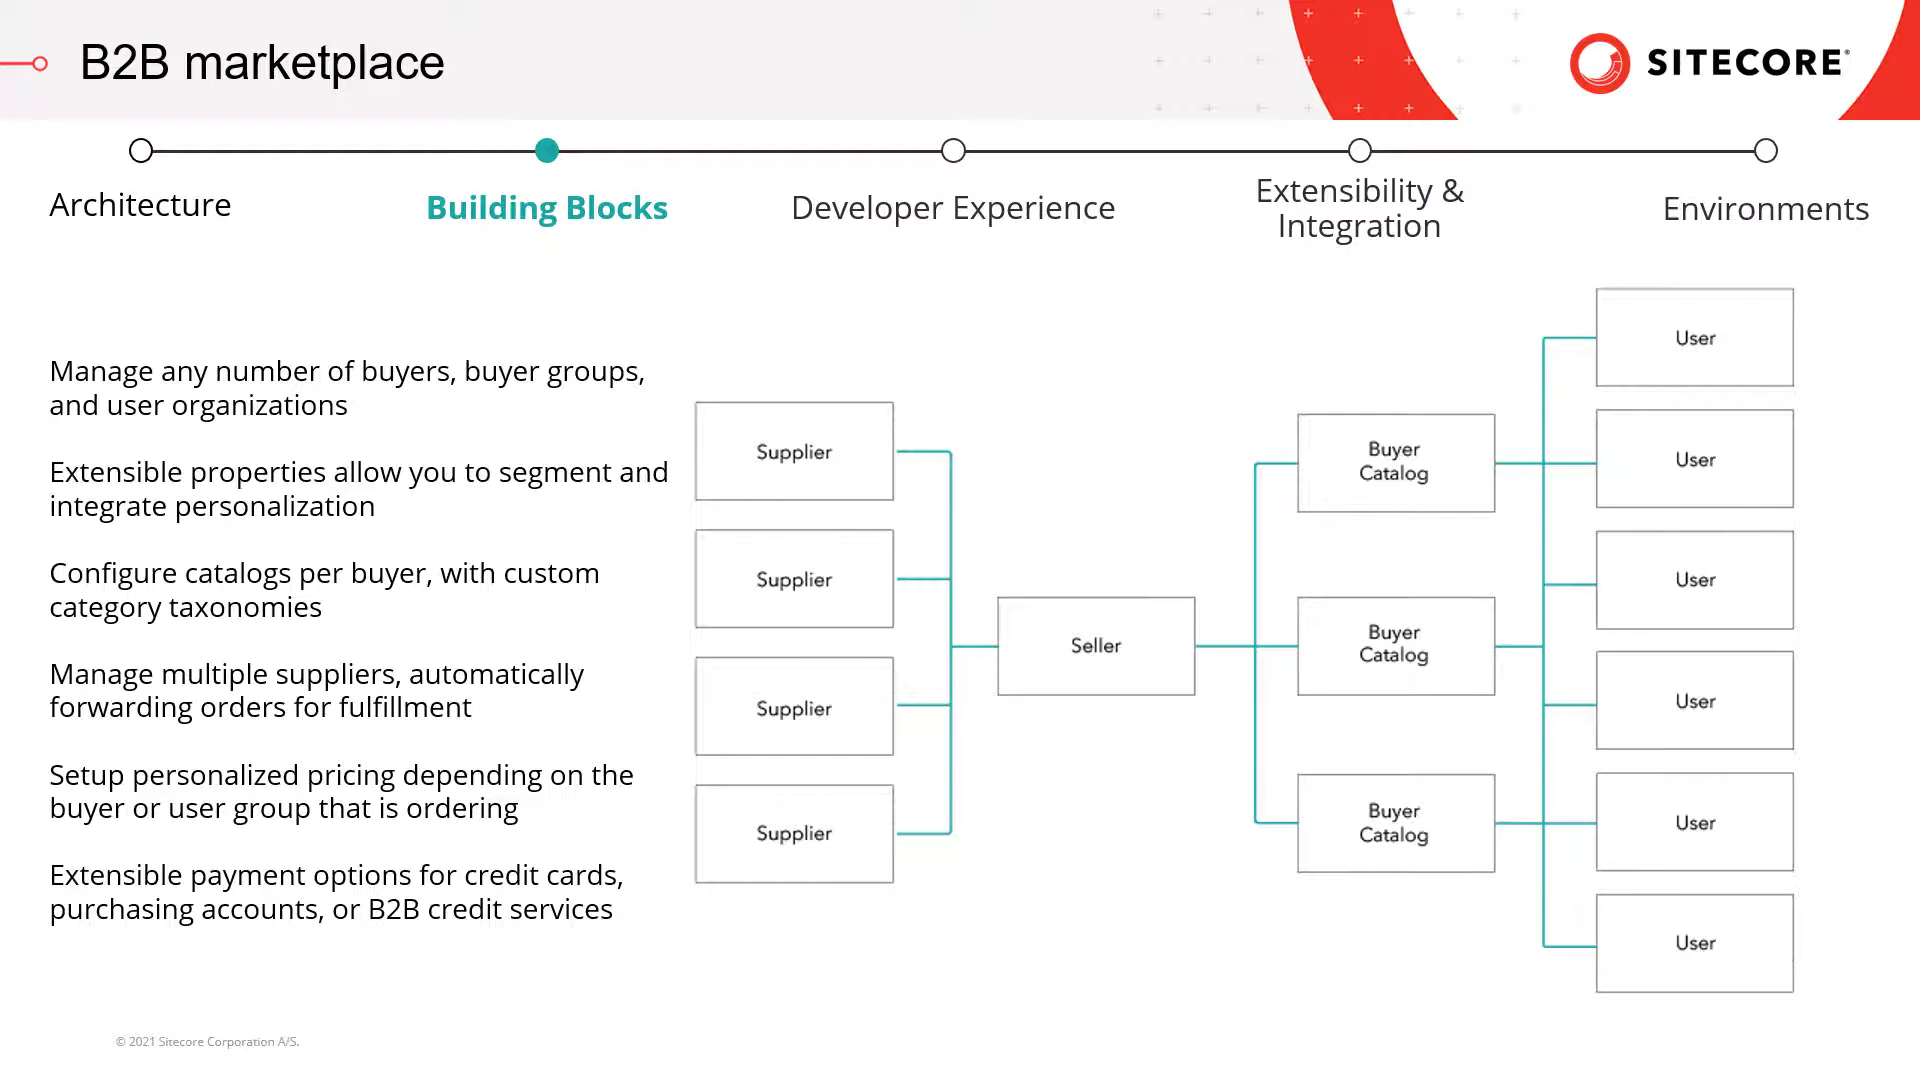 B2B marketplace
SITECORE
Architecture
Building Blocks
Developer Experience
Extensibility &
Integration
Environments
Manage any number of buyers, buyer groups,
and user organizations
Extensible properties allow you to segment and
integrate personalization
Configure catalogs per buyer, with custom
category taxonomies
Manage multiple suppliers, automatically
forwarding orders for fulfillment
Setup personalized pricing depending on the
buyer or user group that is ordering
Extensible payment options for credit cards,
purchasing accounts, or B2B credit services
Supplier
Supplier
Supplier
Supplier
Seller
Buyer
Catalog
Buyer
Catalog
Buyer
Catalog
User
User
User
User
User
User
© 2021 Sitecore Corporation A/S.